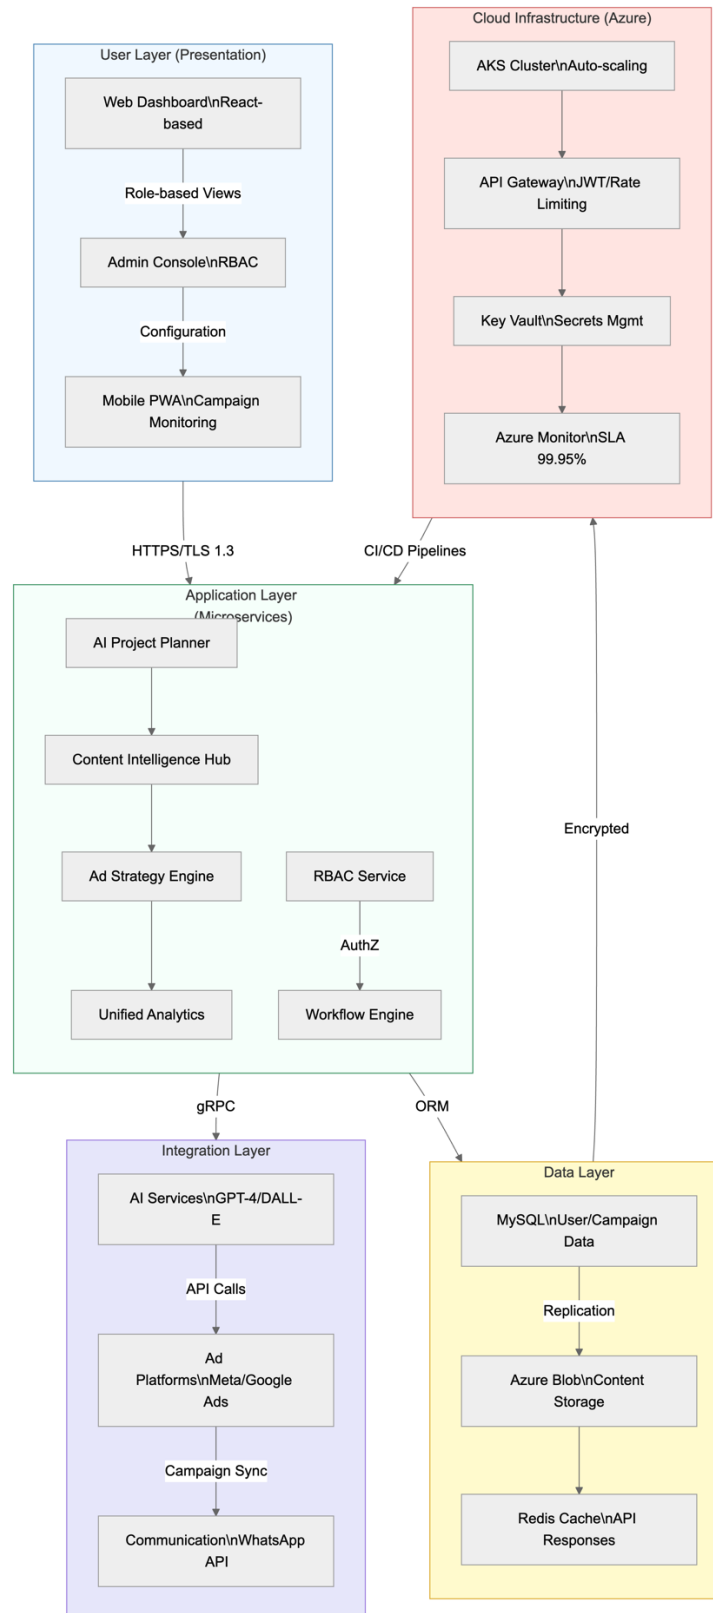 User Layer (Presentation)
Web Dashboard\nReact-
based
Role-based Views
Admin Console\nRBAC
Configuration
Mobile PWA\nCampaign
Monitoring
Cloud Infrastructure (Azure)
AKS Cluster\nAuto-scaling
API Gateway\nJWT/Rate
Limiting
Key Vault\nSecrets Mgmt
Azure Monitor\nSLA
99.95%
HTTPS/TLS 1.3
CI/CD Pipelines
Application Layer
(Microservices)
AI Project Planner
Content Intelligence Hub
Ad Strategy Engine
Unified Analytics
RBAC Service
AuthZ
Workflow Engine
Encrypted
gRPC
ORM
Integration Layer
AI Services\nGPT-4/DALL-
E
API Calls
Ad
Platforms\nMeta/Google
Ads
Campaign Sync
Communication\nWhatsApp
API
Data Layer
MySQL\nUser/Campaign
Data
Replication
Azure Blob\nContent
Storage
Redis Cache\nAPI
Responses